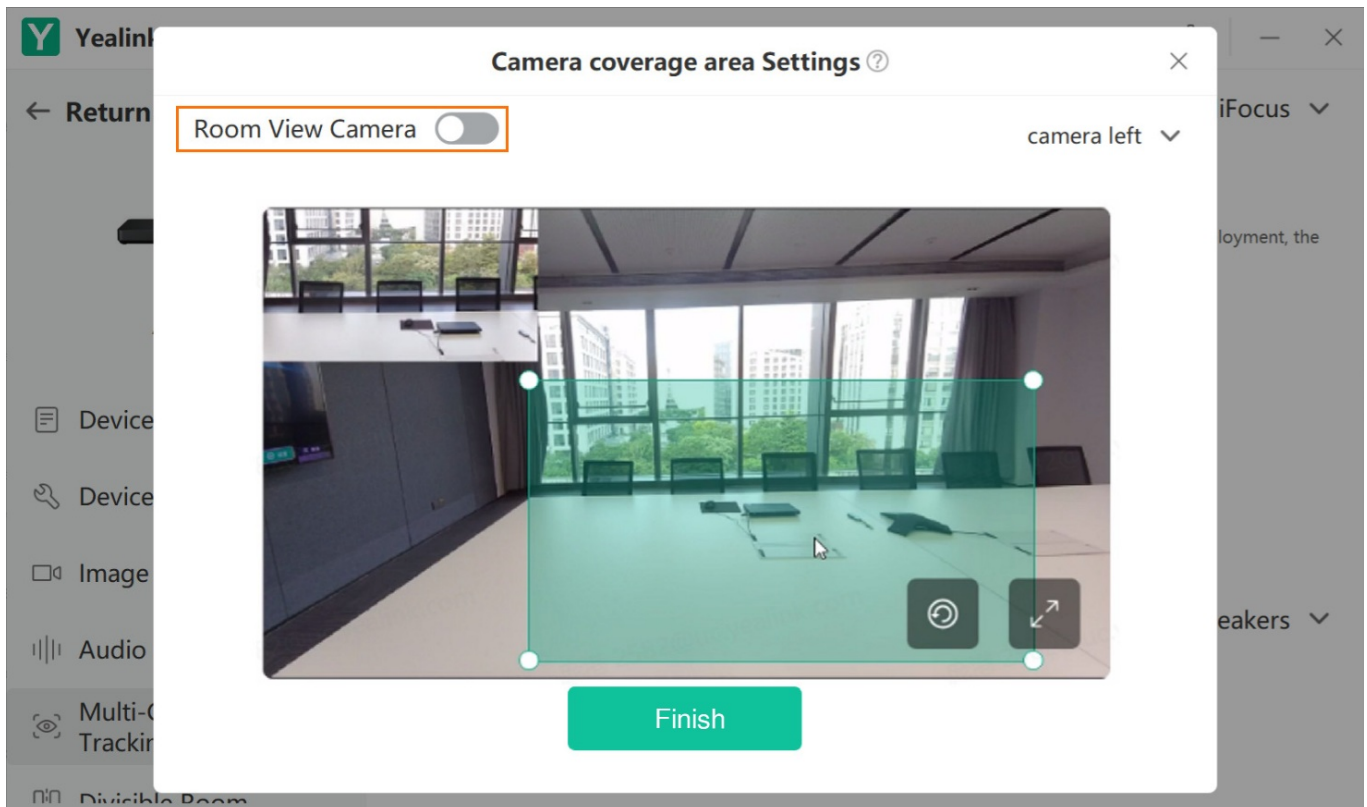 Yealink
Camera coverage area Settings
← Return
iFocus
Room View Camera
camera left
loyment, the
Device
Device
Image
Audio
eakers
Multi-C
Trackin
Finish
Divisible Room